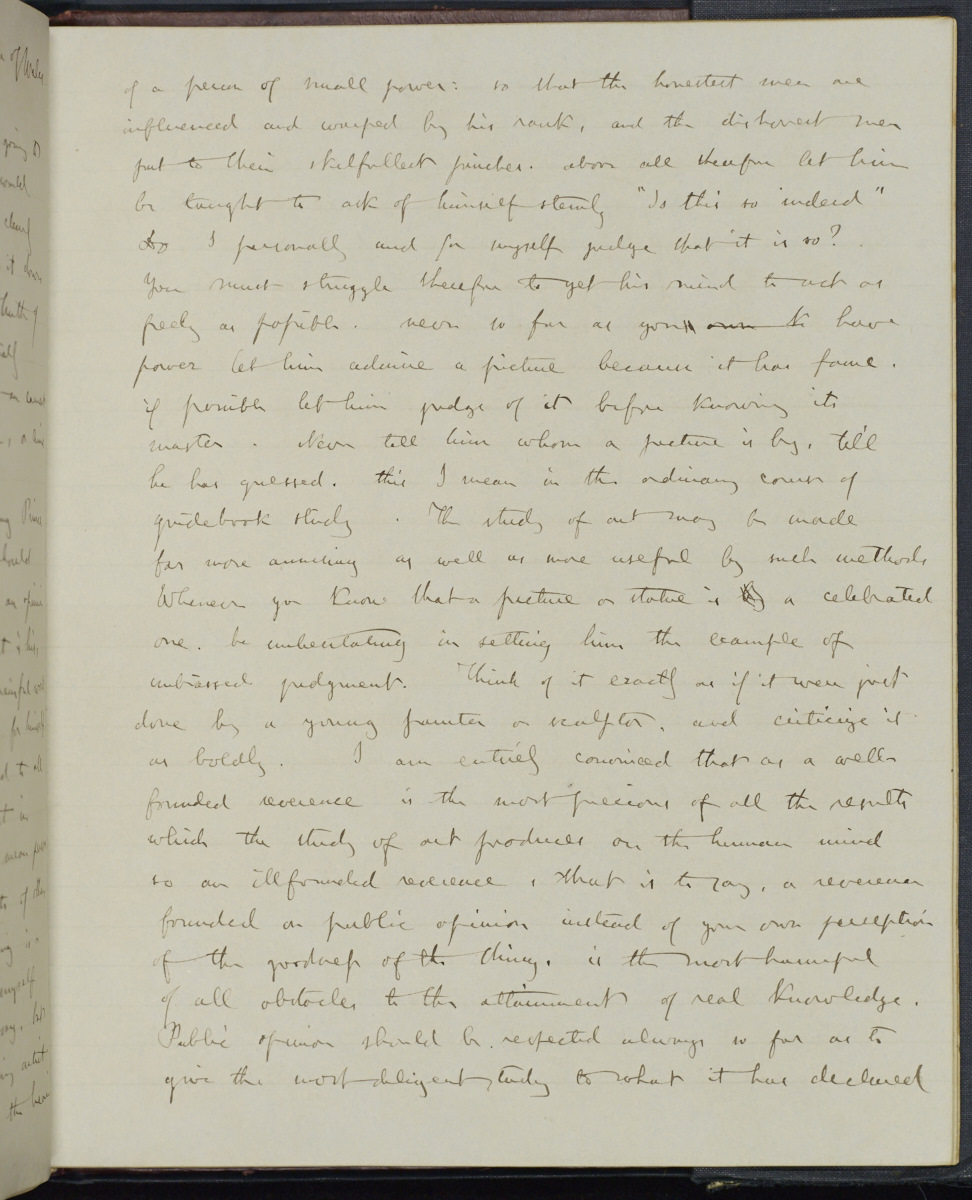 of a person of small power: so that the honestest men are
influenced and warped by his rank, and the dishonest men
put to their skilfullest pinches. above all therefore let him
be taught to ask of himself sternly "Is this so indeed"
Do I personally and for myself judge that it is so?
You must struggle therefore to get his mind to act as
freely as possible. never so far as you own have
power let him admire a picture because it has fame.
if possible let him judge of it before knowing its
master. Never tell him whom a picture is by, till
he has guessed. this I mean in the ordinary course of
guidebook study. The study of art may be made
far more amusing as well as more useful by such methods
Whenever you know that a picture or statue is a celebrated
one. be unhesitating in setting him the example of
unbiassed judgment. Think of it exactly as if it were just
done by a young painter or sculptor, and criticize it
as boldly. I am entirely convinced that as a well
founded reverence is the most precious of all the results
which the study of art produces on the human mind
so an illfounded reverence, that is to say, a reverence
founded on public opinion instead of your own perception
of the goodness of the thing, is the most harmful
of all obstacles to the attainment of real knowledge.
Public opinion should be respected always so far as to
give the most diligent study to what it has declared